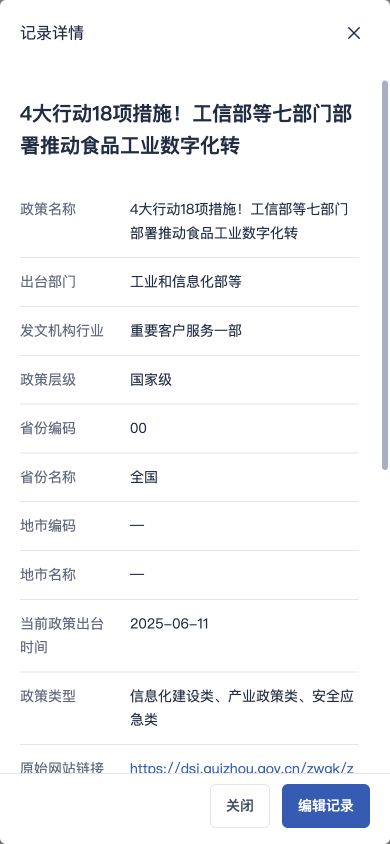 记录详情
4大行动18项措施！工信部等七部门部
署推动食品工业数字化转
政策名称
4大行动18项措施！工信部等七部门
部署推动食品工业数字化转
出台部门
工业和信息化部等
发文机构行业
重要客户服务一部
政策层级
国家级
省份编码
00
省份名称
全国
地市编码
—
地市名称
—
当前政策出台
时间
2025-06-11
政策类型
信息化建设类、产业政策类、安全应
急类
原始网站链接
https://dsj.guizhou.gov.cn/zwgk/z
关闭
编辑记录